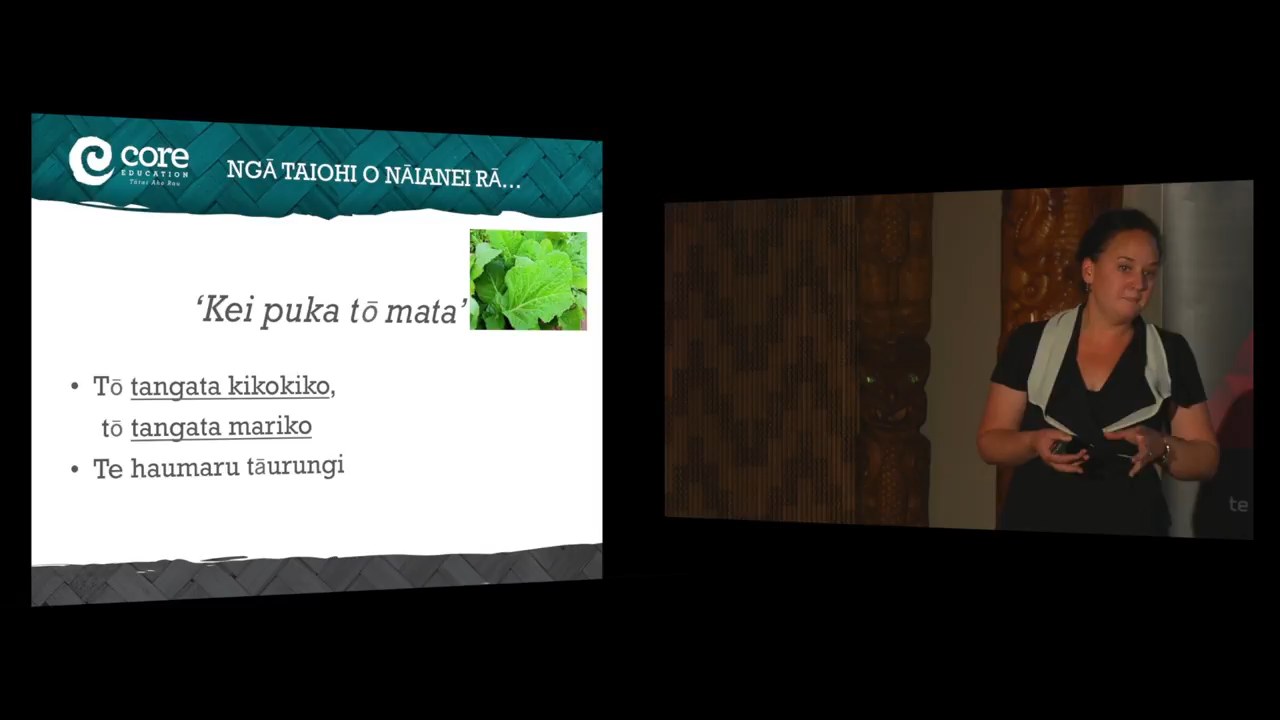 core
EDUCATION
Tātai Aho Rau
NGĀ TAIOHI O NĀIANEI RĀ...
‘Kei puka tō mata’
• Tō tangata kikokiko,
tō tangata mariko
• Te haumaru tāurungi
te